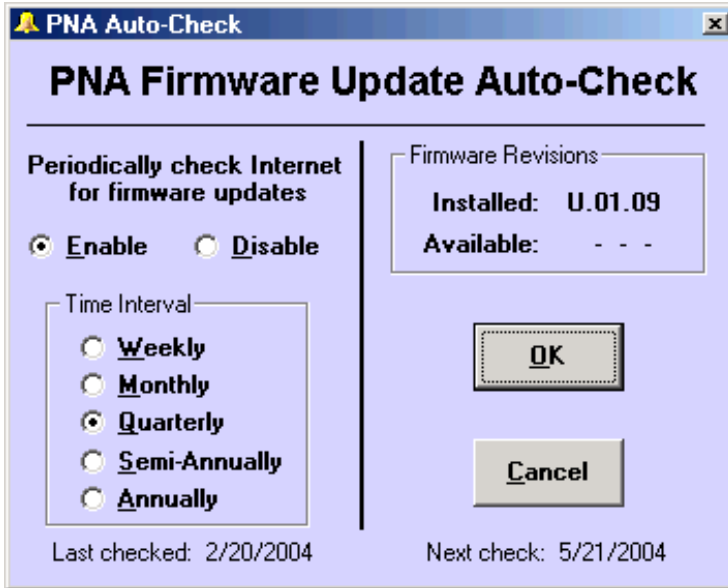 PNA Auto-Check
PNA Firmware Update Auto-Check
Periodically check Internet
for firmware updates
Enable
Disable
Time Interval
Weekly
Monthly
Quarterly
Semi-Annually
Annually
Last checked: 2/20/2004
Firmware Revisions
Installed: U.01.09
Available: - - -
OK
Cancel
Next check: 5/21/2004